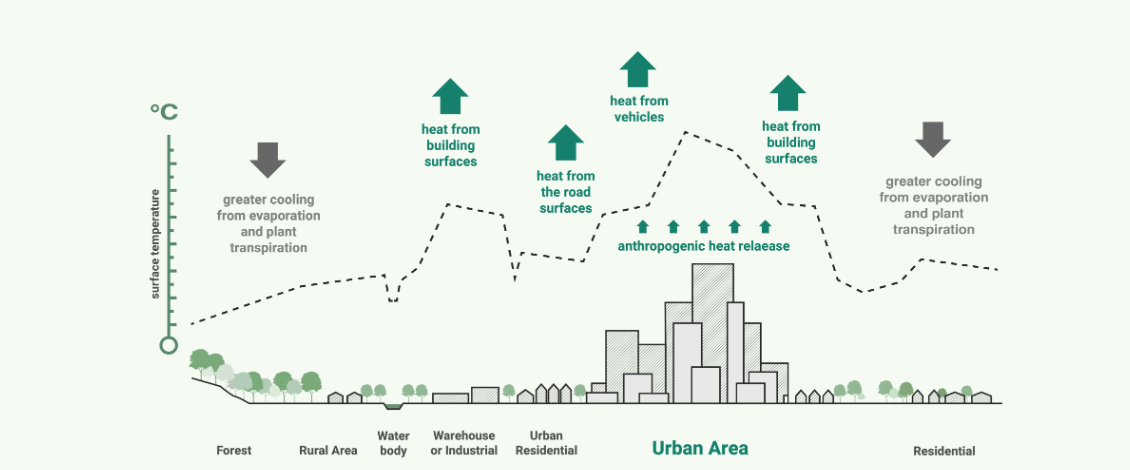 °C
surface temperature
greater cooling
from evaporation
and plant
transpiration
heat from
building
surfaces
heat from
the road
surfaces
heat from
vehicles
heat from
building
surfaces
greater cooling
from evaporation
and plant
transpiration
anthropogenic heat relaease
Forest
Rural Area
Water
body
Warehouse
or Industrial
Urban
Residential
Urban Area
Residential